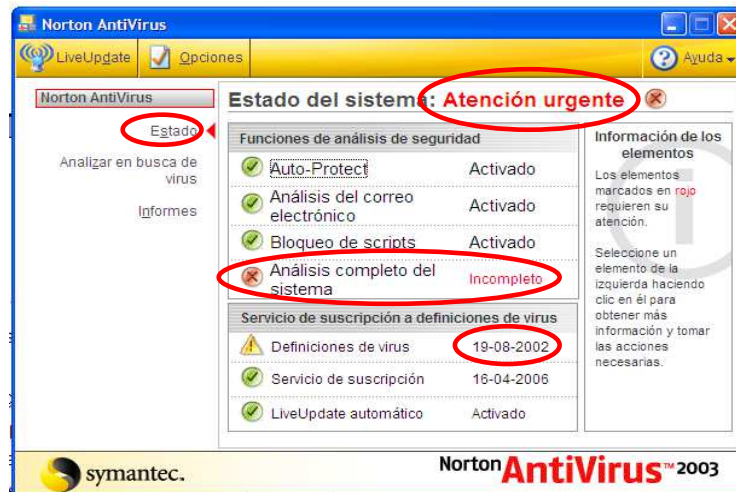 Norton AntiVirus
LiveUpdate
Opciones
Ayuda
Norton AntiVirus
Estado
Analizar en busca de
virus
Informes
Estado del sistema: Atención urgente
Funciones de análisis de seguridad
Auto-Protect Activado
Análisis del correo
electrónico Activado
Bloqueo de scripts Activado
Análisis completo del
sistema Incompleto
Servicio de suscripción a definiciones de virus
Definiciones de virus 19-08-2002
Servicio de suscripción 16-04-2006
LiveUpdate automático Activado
Información de los
elementos
Los elementos
marcados en rojo
requieren su
atención.
Seleccione un
elemento de la
izquierda haciendo
clic en él para
obtener más
información y tomar
las acciones
necesarias.
symantec.
Norton AntiVirus™ 2003